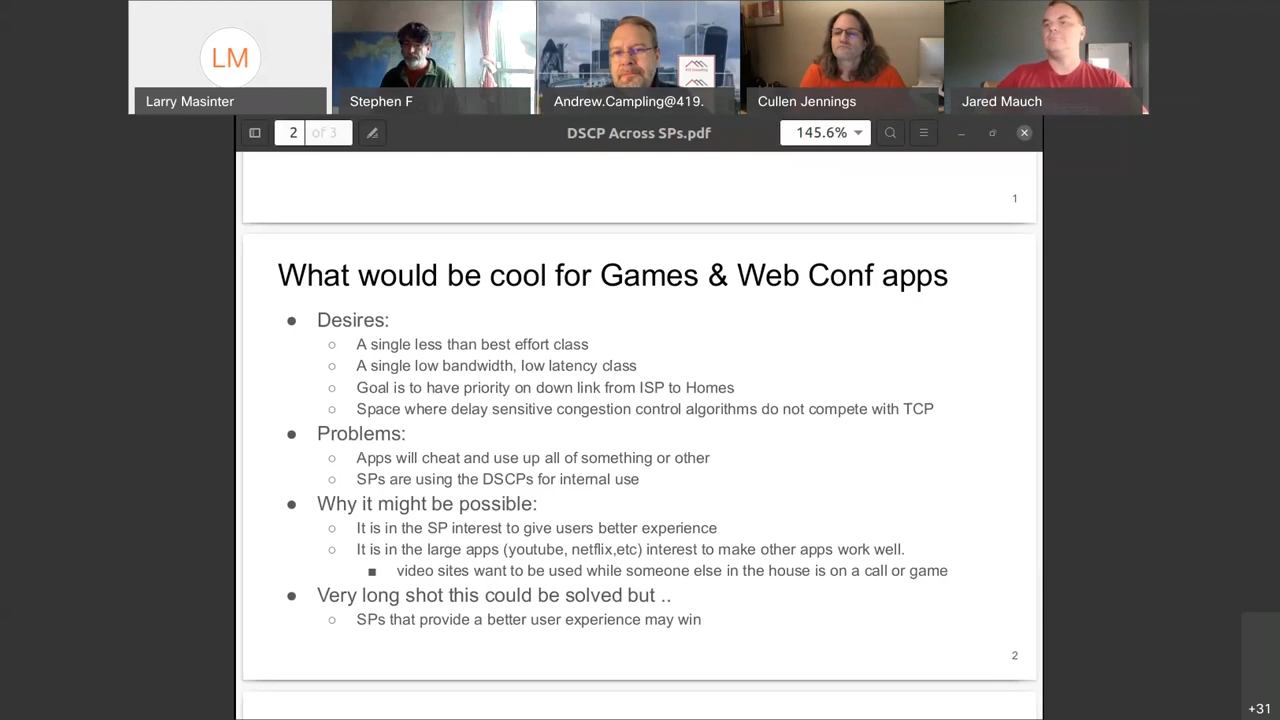 LM
Larry Masinter
Stephen F
Andrew.Campling@419.
Cullen Jennings
Jared Mauch
2 of 3
DSCP Across SPs.pdf
145.6%
1
What would be cool for Games & Web Conf apps
● Desires:
○ A single less than best effort class
○ A single low bandwidth, low latency class
○ Goal is to have priority on down link from ISP to Homes
○ Space where delay sensitive congestion control algorithms do not compete with TCP
● Problems:
○ Apps will cheat and use up all of something or other
○ SPs are using the DSCPs for internal use
● Why it might be possible:
○ It is in the SP interest to give users better experience
○ It is in the large apps (youtube, netflix,etc) interest to make other apps work well.
■ video sites want to be used while someone else in the house is on a call or game
● Very long shot this could be solved but ..
○ SPs that provide a better user experience may win
2
+31